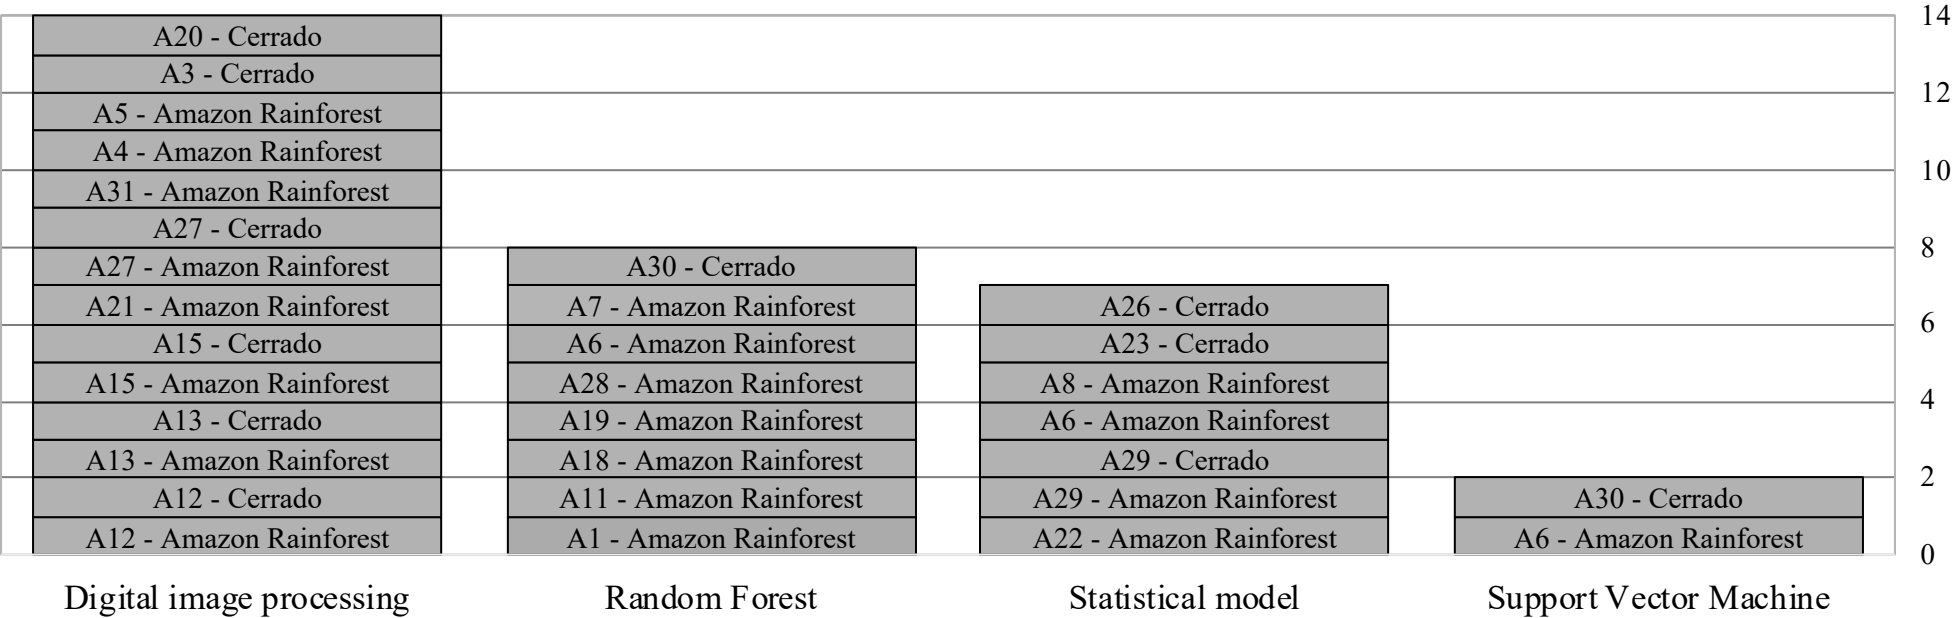 A20 - Cerrado
A3 - Cerrado
A5 - Amazon Rainforest
A4 - Amazon Rainforest
A31 - Amazon Rainforest
A27 - Cerrado
A27 - Amazon Rainforest
A21 - Amazon Rainforest
A15 - Cerrado
A15 - Amazon Rainforest
A13 - Cerrado
A13 - Amazon Rainforest
A12 - Cerrado
A12 - Amazon Rainforest
Digital image processing
A30 - Cerrado
A7 - Amazon Rainforest
A6 - Amazon Rainforest
A28 - Amazon Rainforest
A19 - Amazon Rainforest
A18 - Amazon Rainforest
A11 - Amazon Rainforest
A1 - Amazon Rainforest
Random Forest
A26 - Cerrado
A23 - Cerrado
A8 - Amazon Rainforest
A6 - Amazon Rainforest
A29 - Cerrado
A29 - Amazon Rainforest
A22 - Amazon Rainforest
Statistical model
A30 - Cerrado
A6 - Amazon Rainforest
Support Vector Machine
14
12
10
8
6
4
2
0